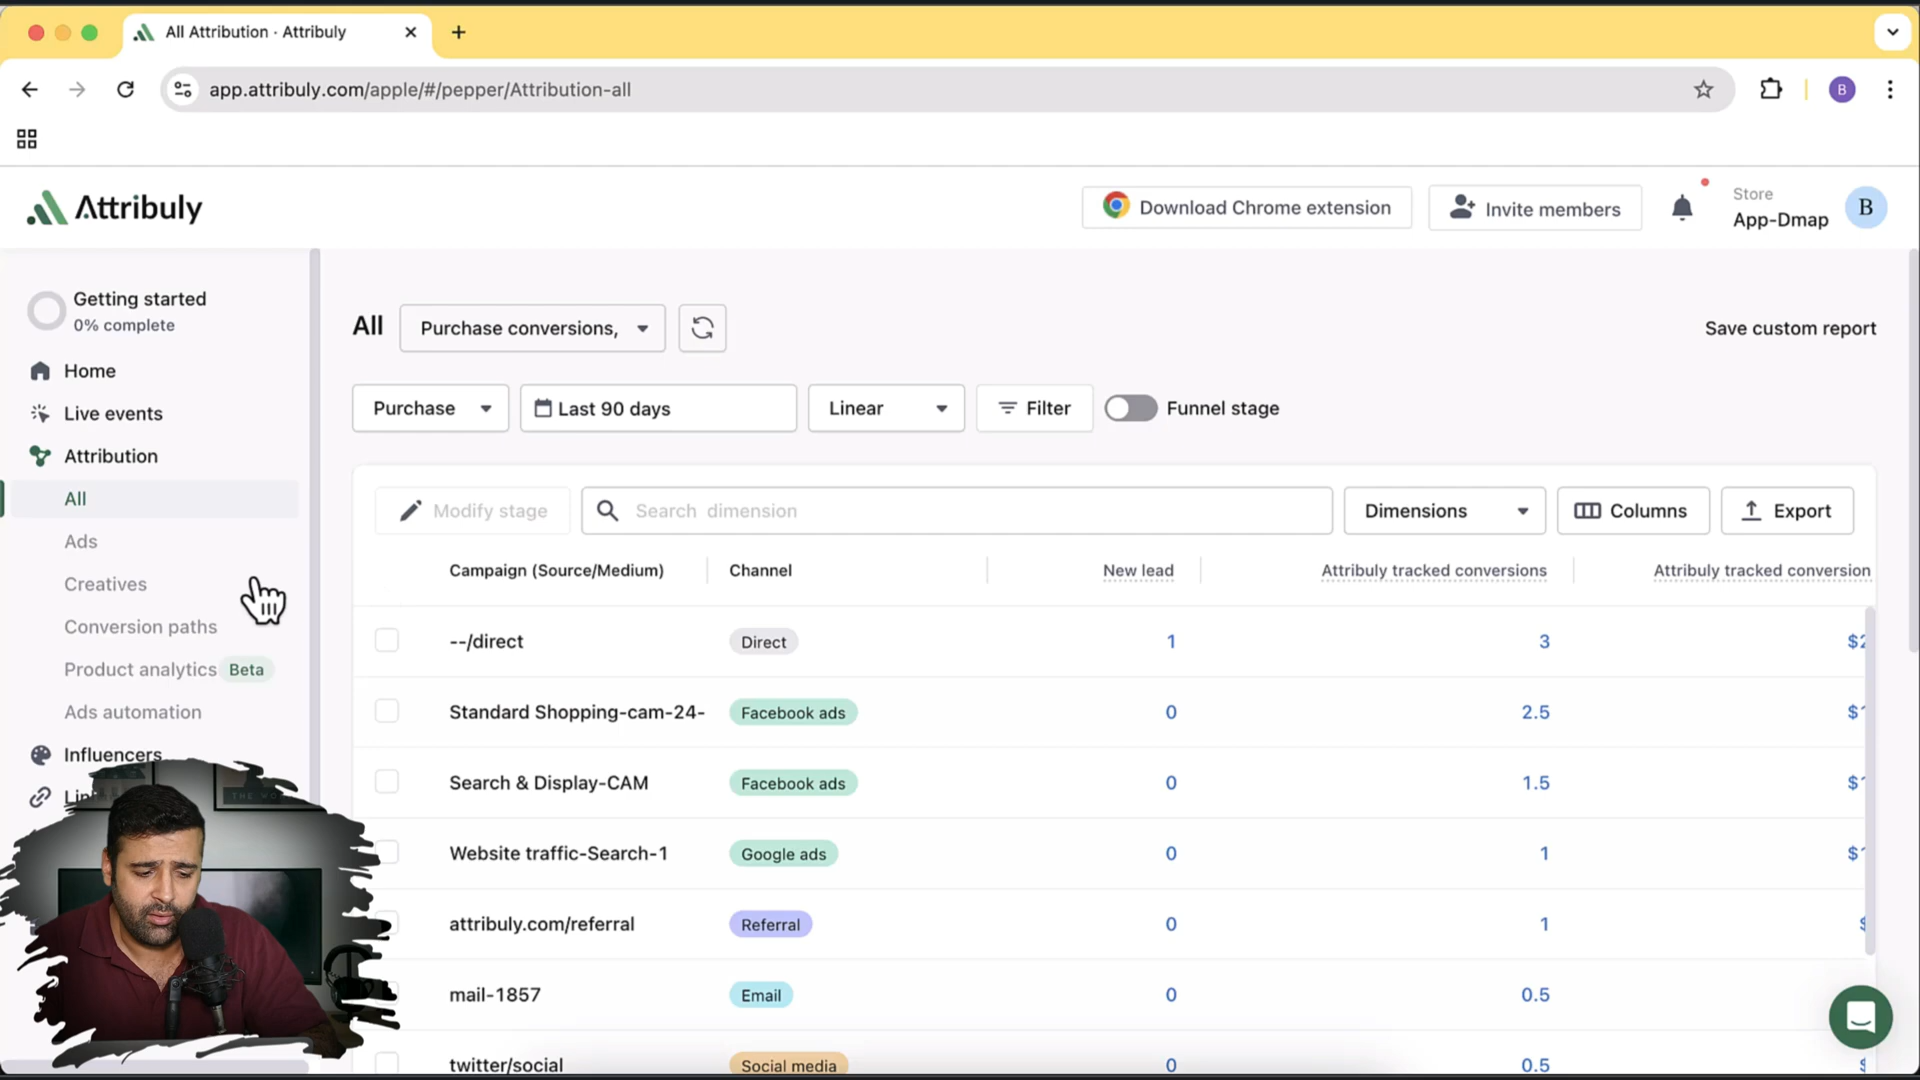 All Attribution · Attribuly
app.attribuly.com/apple/#/pepper/Attribution-all
B
Attribuly
Download Chrome extension
Invite members
Store
App-Dmap
B
Getting started
0% complete
Home
Live events
Attribution
All
Ads
Creatives
Conversion paths
Product analytics Beta
Ads automation
Influencers
All
Purchase conversions,
Save custom report
Purchase
Last 90 days
Linear
Filter
Funnel stage
Modify stage
Search dimension
Dimensions
Columns
Export
Campaign (Source/Medium) Channel New lead Attribuly tracked conversions Attribuly tracked conversion
--/direct Direct 1 3
Standard Shopping-cam-24- Facebook ads 0 2.5
Search & Display-CAM Facebook ads 0 1.5
Website traffic-Search-1 Google ads 0 1
attribuly.com/referral Referral 0 1
mail-1857 Email 0 0.5
twitter/social Social media 0 0.5